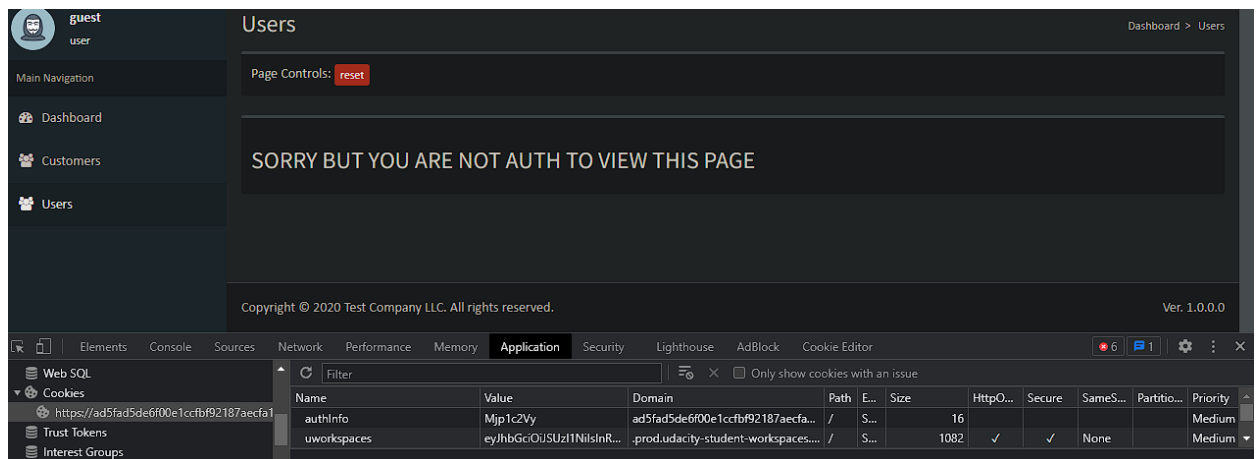 guest
user
Users
Dashboard > Users
Main Navigation
Page Controls: reset
Dashboard
Customers
SORRY BUT YOU ARE NOT AUTH TO VIEW THIS PAGE
Users
Copyright © 2020 Test Company LLC. All rights reserved.
Ver. 1.0.0.0
Elements Console Sources Network Performance Memory Application Security Lighthouse AdBlock Cookie Editor 6 1
Web SQL
Filter
Only show cookies with an issue
Cookies
Name Value Domain Path E... Size HttpO... Secure SameS... Partitio... Priority
https://ad5fad5de6f00e1ccfbf92187aecfa1
authInfo Mjp1c2Vy ad5fad5de6f00e1ccfbf92187aecfa... / S... 16 Medium
Trust Tokens
uworkspaces eyJhbGciOiJSUzI1NiIsInR... .prod.udacity-student-workspaces.... / S... 1082 ✓ ✓ None Medium
Interest Groups